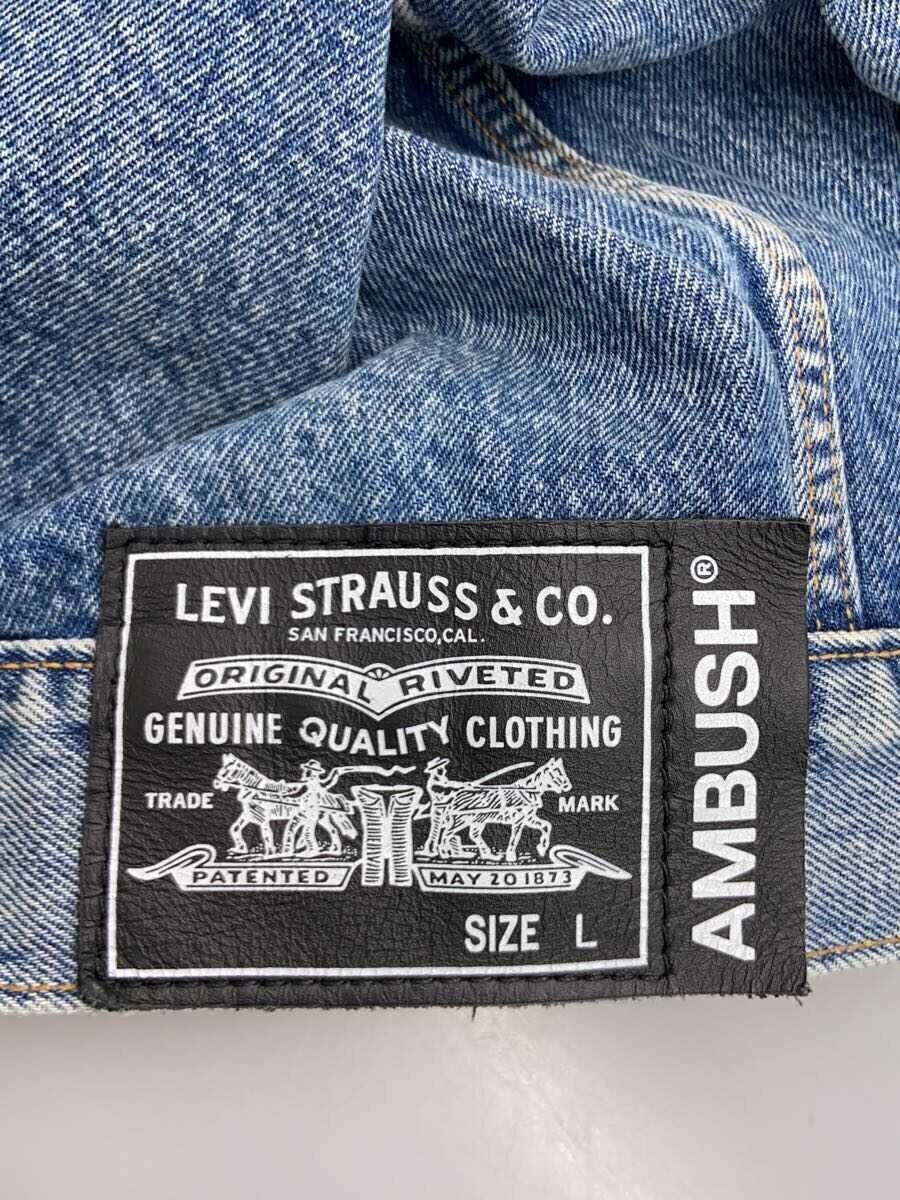 LEVI STRAUSS & CO.
SAN FRANCISCO,CAL.
ORIGINAL RIVETED
GENUINE QUALITY CLOTHING
TRADE MARK
PATENTED MAY 20 1873
SIZE L
AMBUSH®